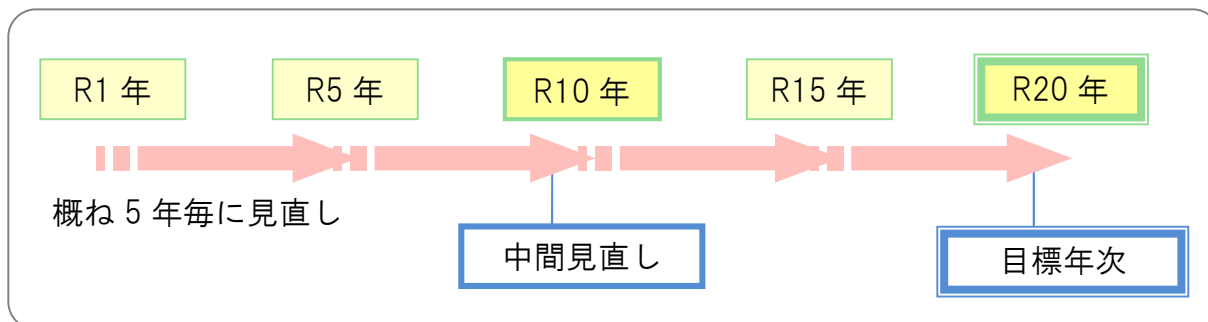 R1 年
R5 年
R10 年
R15 年
R20 年
概ね 5 年毎に見直し
中間見直し
目標年次